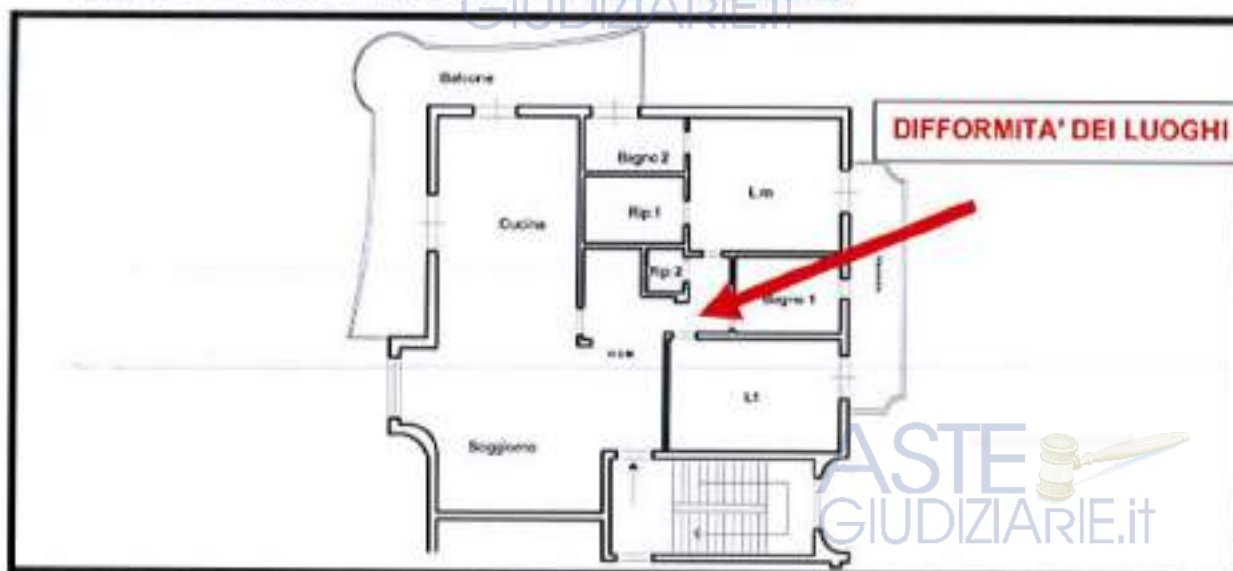 GIUDIZIARIE.it
Balcone
DIFFORMITA' DEI LUOGHI
Bagno 2
L.m
Rip.1
Cucina
Rip 2
Bagno 1
Soggiorno
ASTE
GIUDIZIARIE.it